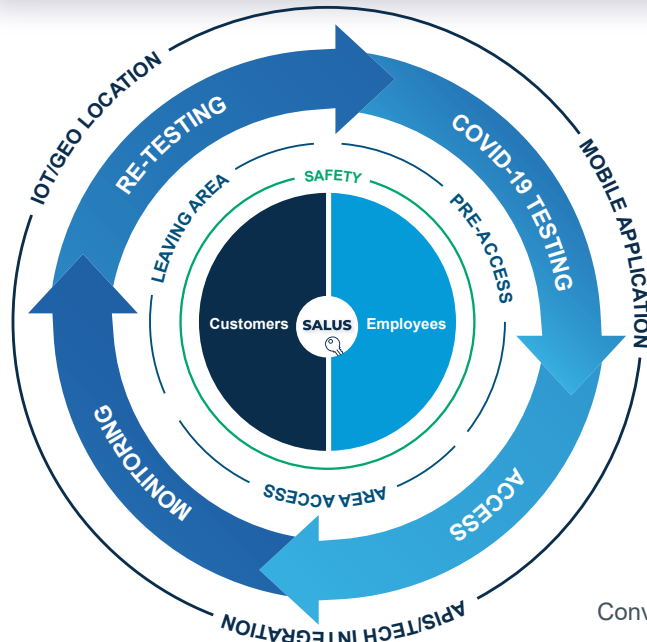 IOT/GEO LOCATION
MOBILE APPLICATION
APIS/TECH INTEGRATION
RE-TESTING
COVID-19 TESTING
ACCESS
MONITORING
LEAVING AREA
PRE-ACCESS
AREA ACCESS
SAFETY
Customers
SALUS
Employees
Conv